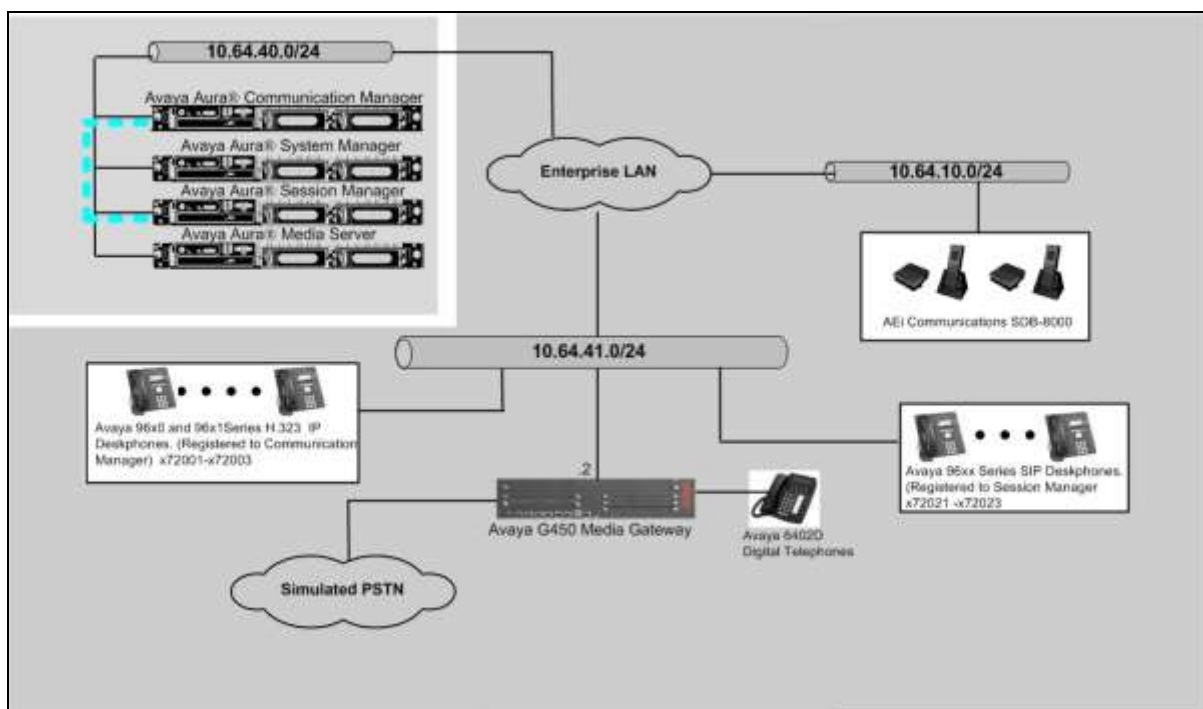 10.64.40.0/24
Avaya Aura® Communication Manager
Avaya Aura® System Manager
Avaya Aura® Session Manager
Avaya Aura® Media Server
Enterprise LAN
10.64.10.0/24
AEi Communications SDB-8000
10.64.41.0/24
Avaya 96x0 and 96x1Series H.323 IP
Deskphones. (Registered to Communication
Manager) x72001-x72003
Avaya 96xx Series SIP Deskphones.
(Registered to Session Manager
x72021 -x72023
.2
Avaya G450 Media Gateway
Avaya 6402D
Digital Telephones
Simulated PSTN